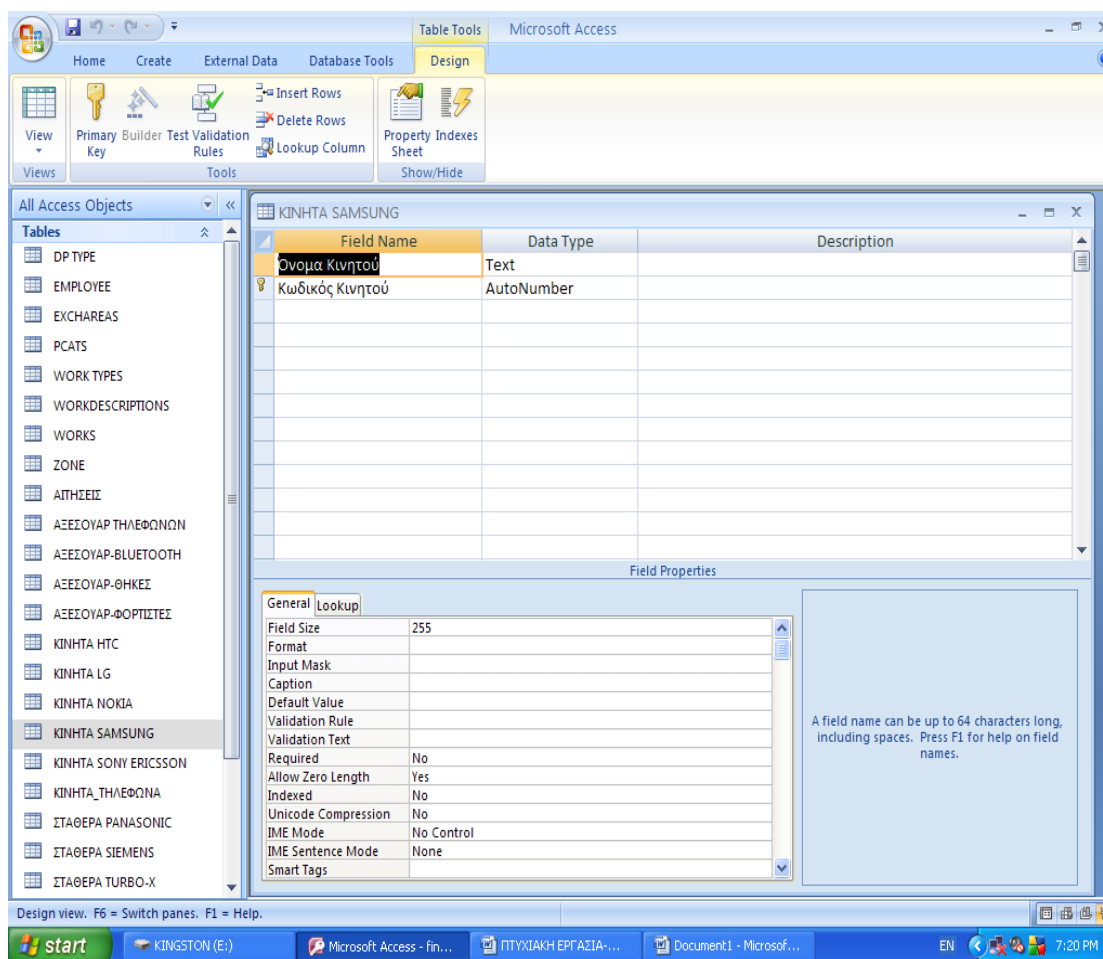 Table Tools Microsoft Access
Home Create External Data Database Tools Design
View
Views
Primary Key
Builder
Test Validation Rules
Insert Rows
Delete Rows
Lookup Column
Tools
Property Sheet
Indexes
Show/Hide
All Access Objects
Tables
DP TYPE
EMPLOYEE
EXCHAREAS
PCATS
WORK TYPES
WORKDESCRIPTIONS
WORKS
ZONE
ΑΙΤΗΣΕΙΣ
ΑΞΕΣΟΥΑΡ ΤΗΛΕΦΩΝΩΝ
ΑΞΕΣΟΥΑΡ-BLUETOOTH
ΑΞΕΣΟΥΑΡ-ΘΗΚΕΣ
ΑΞΕΣΟΥΑΡ-ΦΟΡΤΙΣΤΕΣ
ΚΙΝΗΤΑ HTC
ΚΙΝΗΤΑ LG
ΚΙΝΗΤΑ NOKIA
ΚΙΝΗΤΑ SAMSUNG
ΚΙΝΗΤΑ SONY ERICSSON
ΚΙΝΗΤΑ_ΤΗΛΕΦΩΝΑ
ΣΤΑΘΕΡΑ PANASONIC
ΣΤΑΘΕΡΑ SIEMENS
ΣΤΑΘΕΡΑ TURBO-X
ΚΙΝΗΤΑ SAMSUNG
Field Name Data Type Description
Όνομα Κινητού Text
Κωδικός Κινητού AutoNumber
Field Properties
General Lookup
Field Size 255
Format
Input Mask
Caption
Default Value
Validation Rule
Validation Text
Required No
Allow Zero Length Yes
Indexed No
Unicode Compression No
IME Mode No Control
IME Sentence Mode None
Smart Tags
A field name can be up to 64 characters long,
including spaces. Press F1 for help on field
names.
Design view. F6 = Switch panes. F1 = Help.
start KINGSTON (E:) Microsoft Access - fin... ΠΤΥΧΙΑΚΗ ΕΡΓΑΣΙΑ-... Document1 - Microsof... EN 7:20 PM